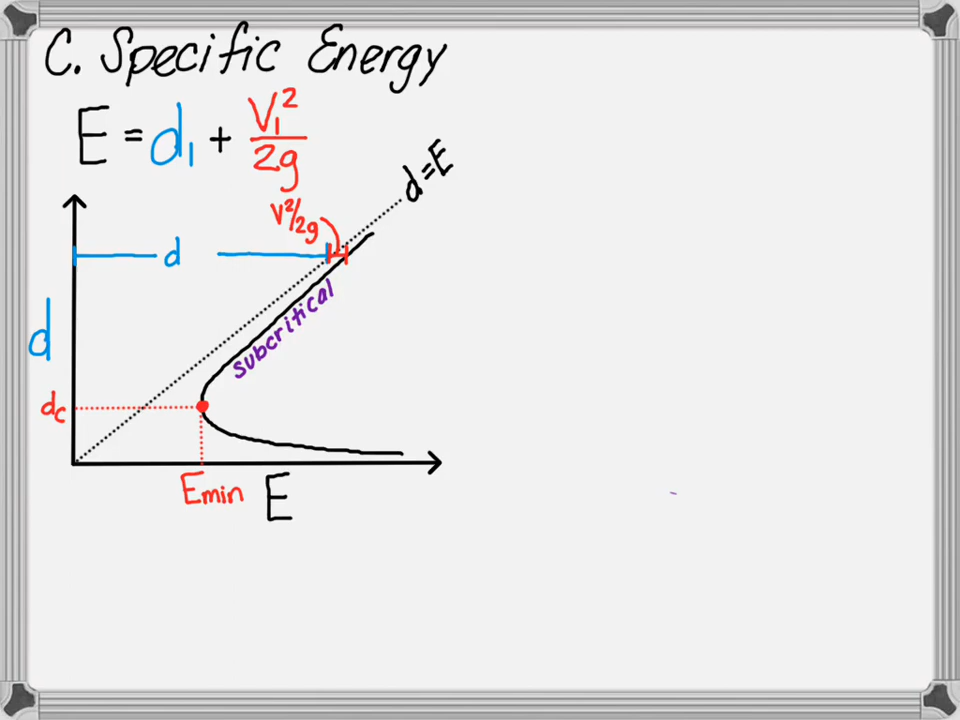 C. Specific Energy
E = d₁ + V₁²/2g
d=E
V²/2g
d
subcritical
d
dc
Emin
E